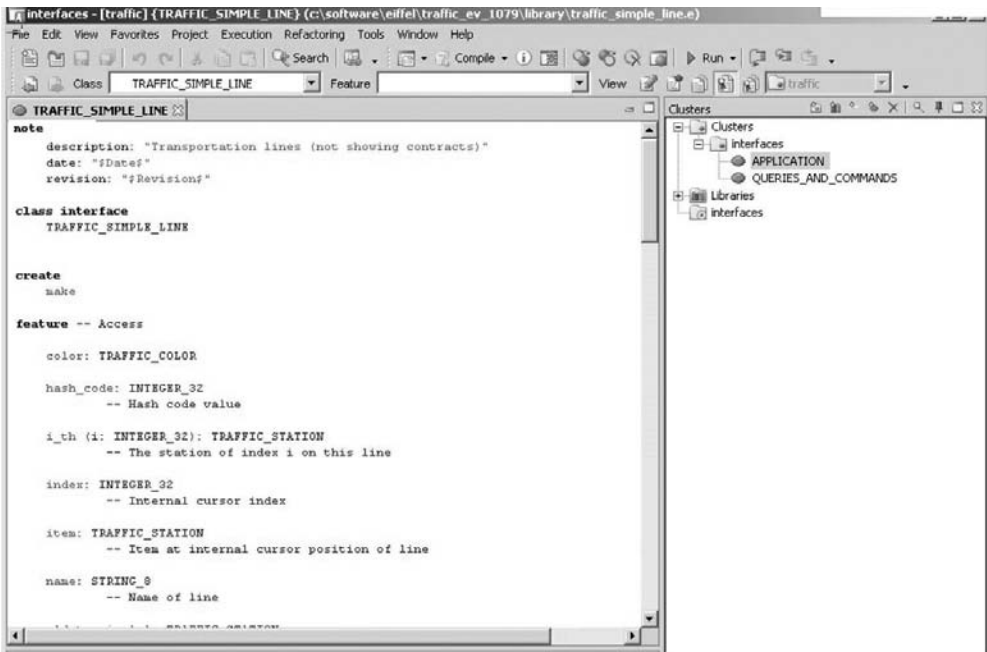 interfaces - [traffic] {TRAFFIC_SIMPLE_LINE} (c:\software\eiffel\traffic_ev_1079\library\traffic_simple_line.e)
File Edit View Favorites Project Execution Refactoring Tools Window Help
Search Compile Run
Class TRAFFIC_SIMPLE_LINE Feature View traffic
TRAFFIC_SIMPLE_LINE
note
description: "Transportation lines (not showing contracts)"
date: "$Date$"
revision: "$Revision$"
class interface
TRAFFIC_SIMPLE_LINE
create
make
feature -- Access
color: TRAFFIC_COLOR
hash_code: INTEGER_32
-- Hash code value
i_th (i: INTEGER_32): TRAFFIC_STATION
-- The station of index i on this line
index: INTEGER_32
-- Internal cursor index
item: TRAFFIC_STATION
-- Item at internal cursor position of line
name: STRING_8
-- Name of line
Clusters
Clusters
interfaces
APPLICATION
QUERIES_AND_COMMANDS
Libraries
interfaces